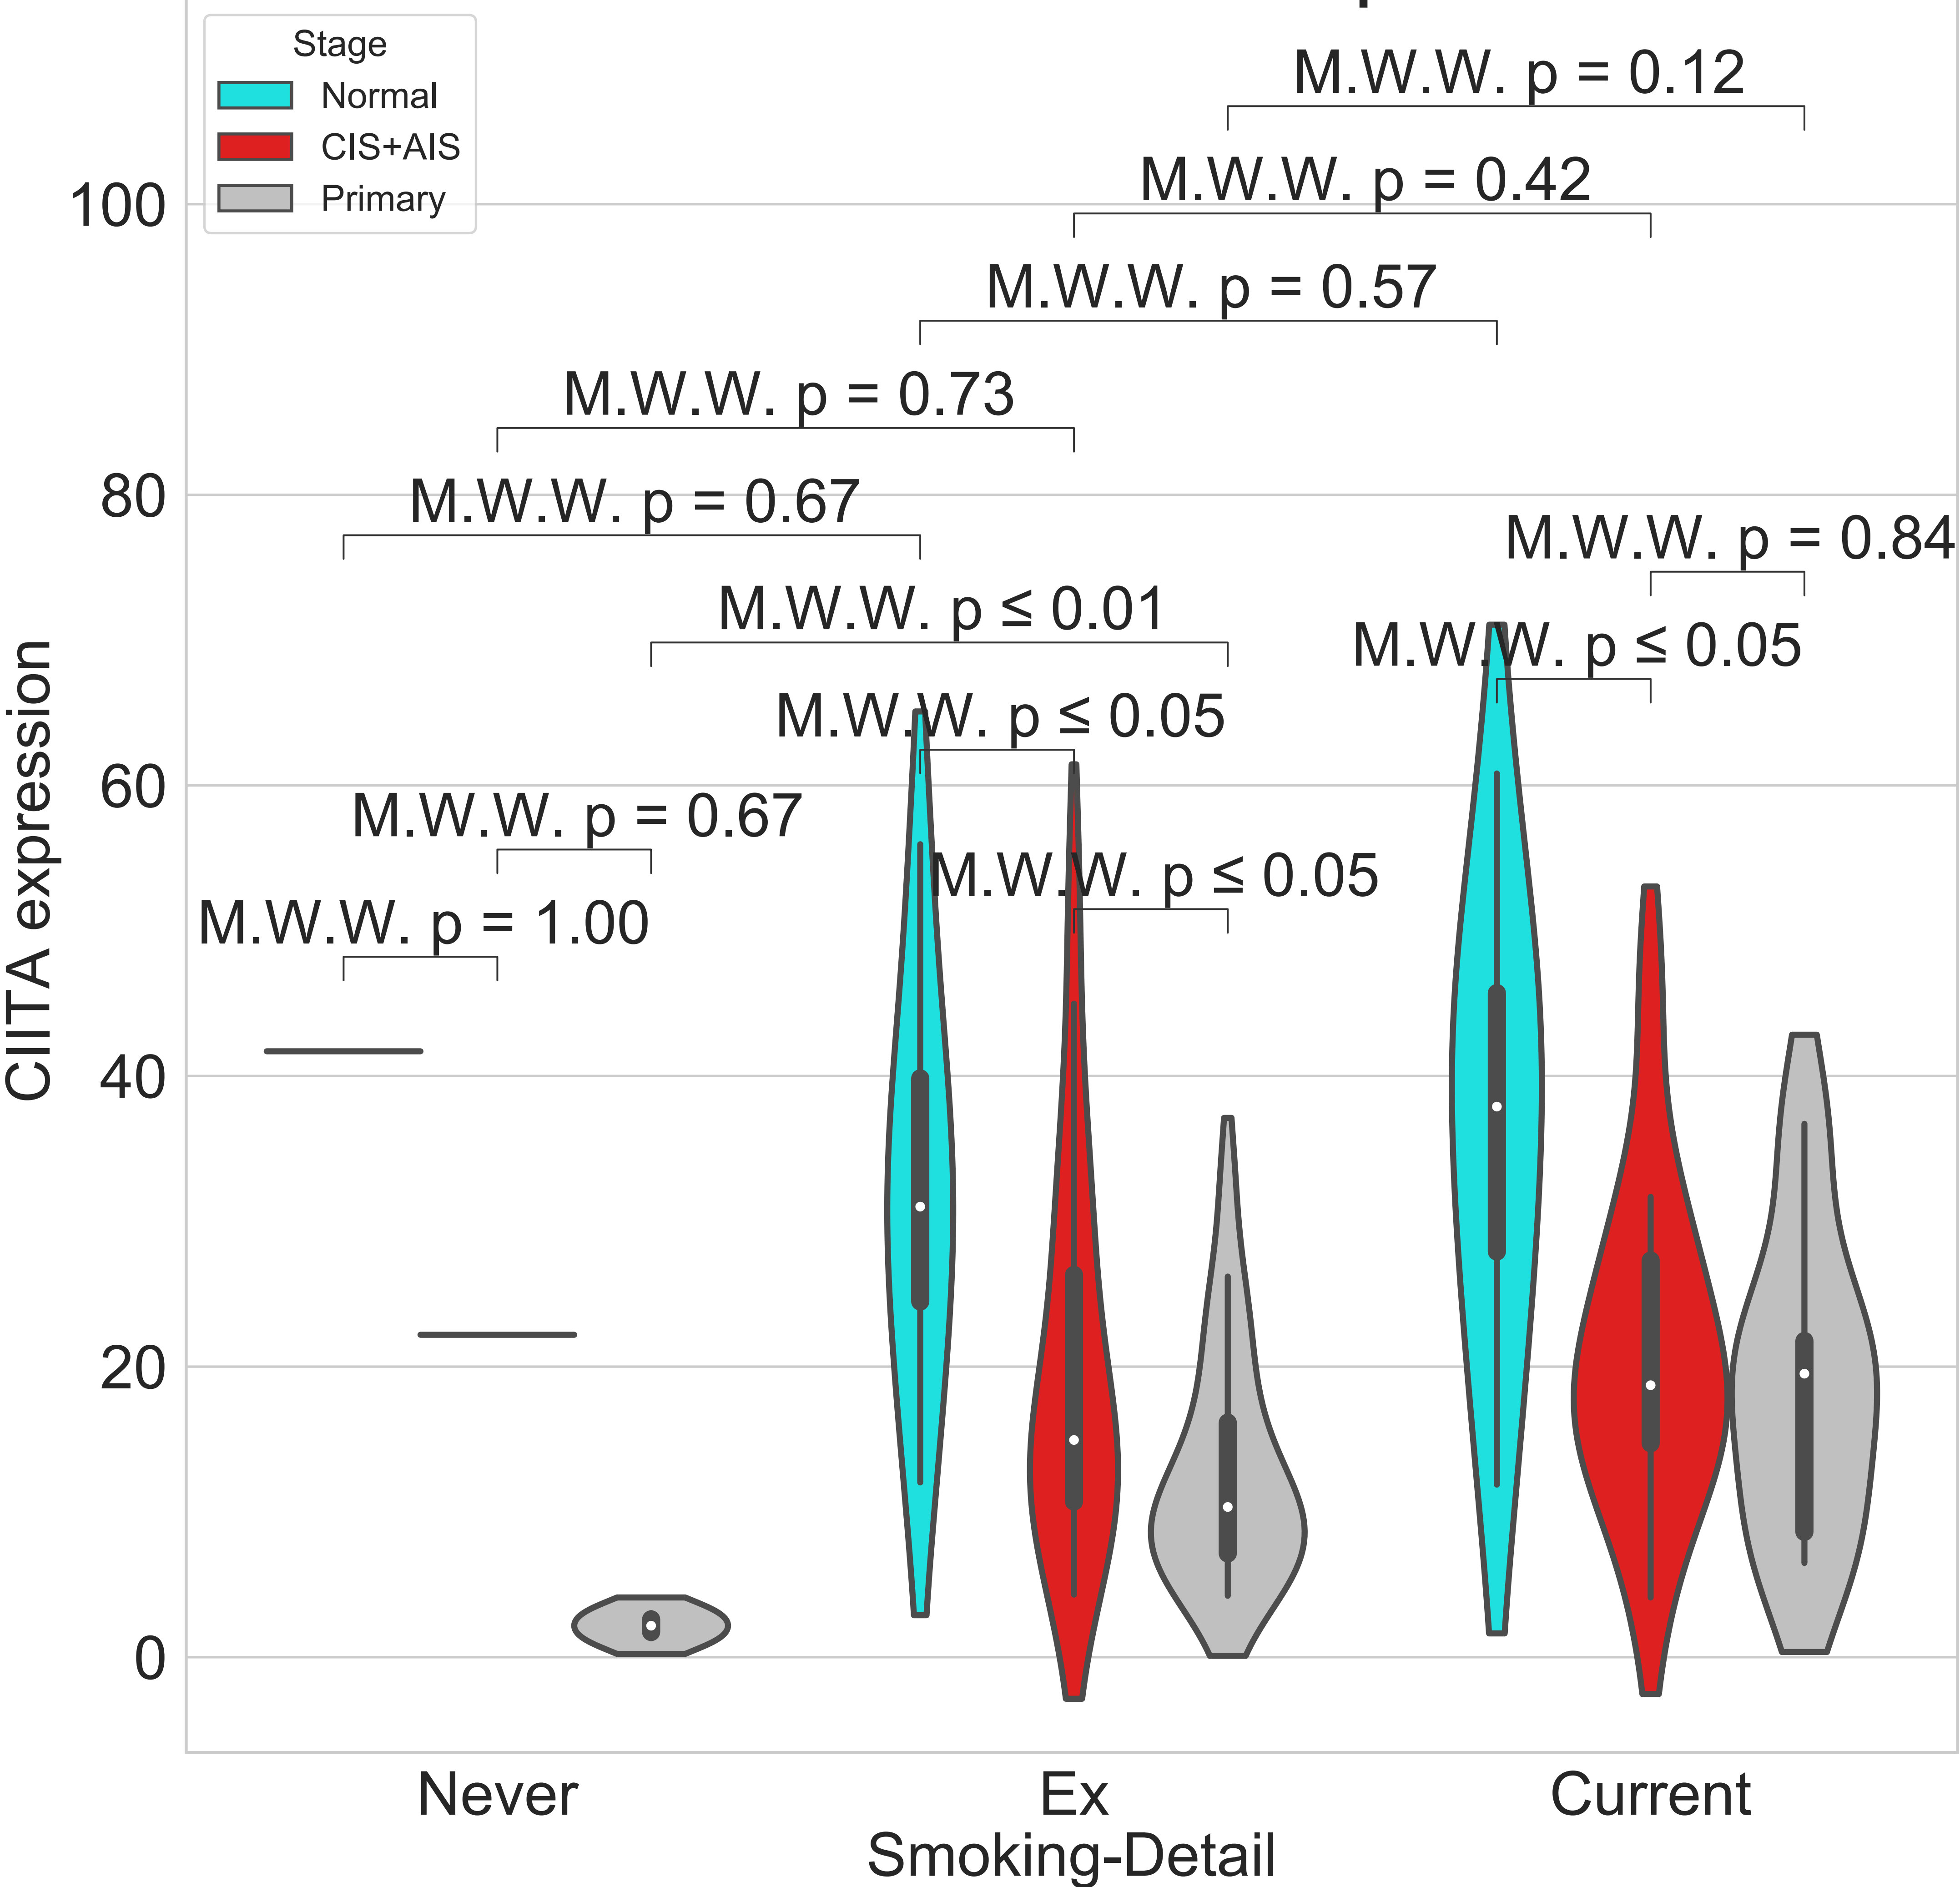 Stage
Normal
CIS+AIS
Primary
M.W.W. p = 0.12
M.W.W. p = 0.42
M.W.W. p = 0.57
M.W.W. p = 0.73
M.W.W. p = 0.67
M.W.W. p = 0.84
M.W.W. p ≤ 0.01
M.W.W. p ≤ 0.05
M.W.W. p ≤ 0.05
M.W.W. p = 0.67
M.W.W. p ≤ 0.05
M.W.W. p = 1.00
100
80
60
40
20
0
CIITA expression
Never
Ex
Current
Smoking-Detail